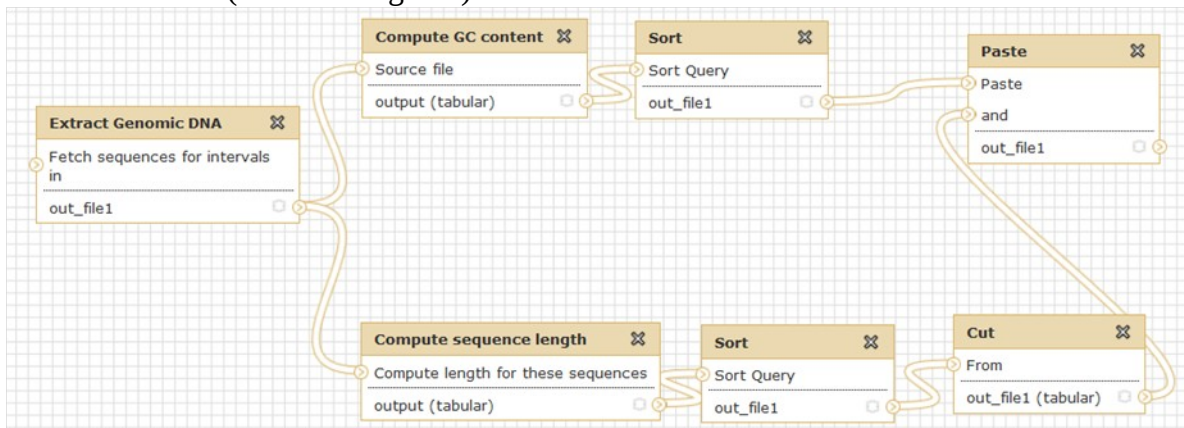 Compute GC content
Source file
output (tabular)
Sort
Sort Query
out_file1
Paste
Paste
and
out_file1
Extract Genomic DNA
Fetch sequences for intervals
in
out_file1
Compute sequence length
Compute length for these sequences
output (tabular)
Sort
Sort Query
out_file1
Cut
From
out_file1 (tabular)